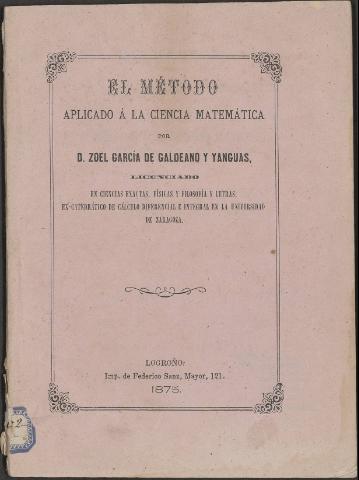 EL MÉTODO
APLICADO Á LA CIENCIA MATEMÁTICA
POR
D. ZOEL GARCÍA DE GALDEANO Y YANGUAS,
LICENCIADO
EN CIENCIAS EXACTAS, FÍSICAS Y FILOSOFÍA Y LETRAS,
EX-CATEDRÁTICO DE CÁLCULO DIFERENCIAL E INTEGRAL EN LA UNIVERSIDAD
DE ZARAGOZA.
LOGROÑO:
Imp. de Federico Sanz, Mayor, 121.
1875.